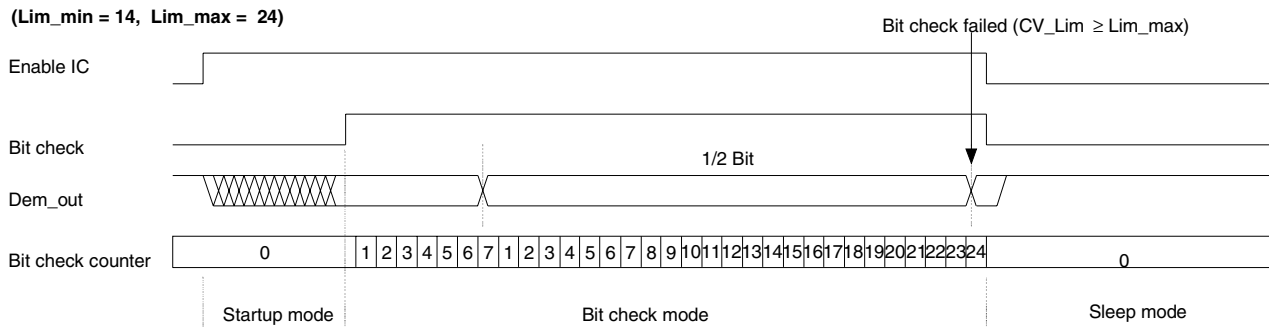 (Lim_min = 14, Lim_max = 24)
Bit check failed (CV_Lim ≥ Lim_max)
Enable IC
Bit check
1/2 Bit
Dem_out
Bit check counter 0 1 2 3 4 5 6 7 1 2 3 4 5 6 7 8 9 10 11 12 13 14 15 16 17 18 19 20 21 22 23 24 0
Startup mode Bit check mode Sleep mode